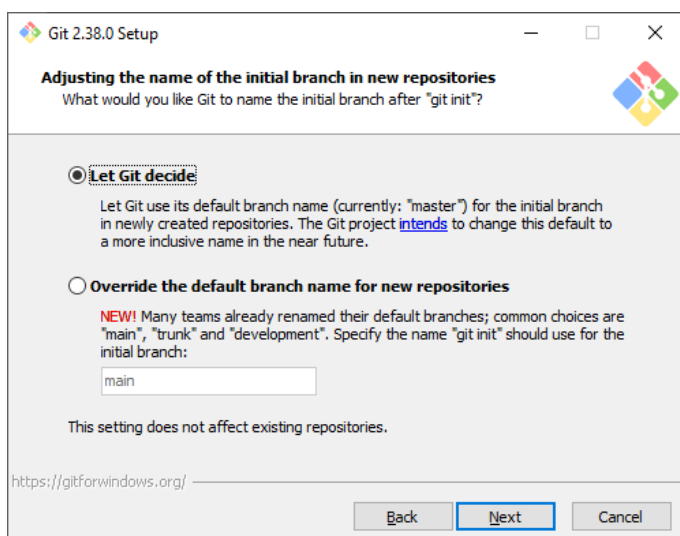 Git 2.38.0 Setup
Adjusting the name of the initial branch in new repositories
What would you like Git to name the initial branch after "git init"?
Let Git decide
Let Git use its default branch name (currently: "master") for the initial branch
in newly created repositories. The Git project intends to change this default to
a more inclusive name in the near future.
Override the default branch name for new repositories
NEW! Many teams already renamed their default branches; common choices are
"main", "trunk" and "development". Specify the name "git init" should use for the
initial branch:
main
This setting does not affect existing repositories.
https://gitforwindows.org/
Back Next Cancel